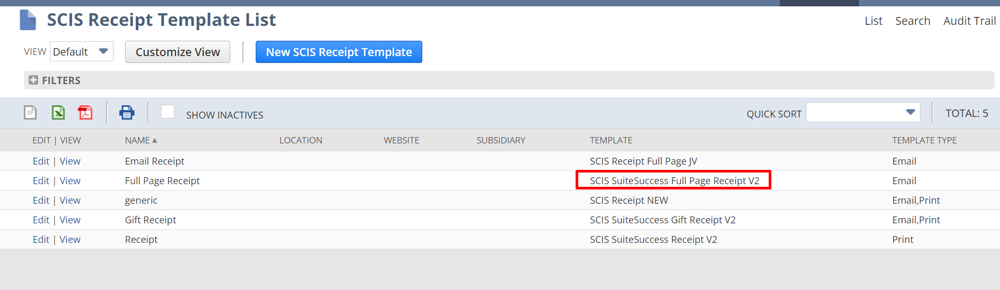 SCIS Receipt Template List
List Search Audit Trail
VIEW Default Customize View New SCIS Receipt Template
FILTERS
SHOW INACTIVES QUICK SORT TOTAL: 5
EDIT | VIEW NAME LOCATION WEBSITE SUBSIDIARY TEMPLATE TEMPLATE TYPE
Edit | View Email Receipt SCIS Receipt Full Page JV Email
Edit | View Full Page Receipt SCIS SuiteSuccess Full Page Receipt V2 Email
Edit | View generic SCIS Receipt NEW Email,Print
Edit | View Gift Receipt SCIS SuiteSuccess Gift Receipt V2 Email,Print
Edit | View Receipt SCIS SuiteSuccess Receipt V2 Print